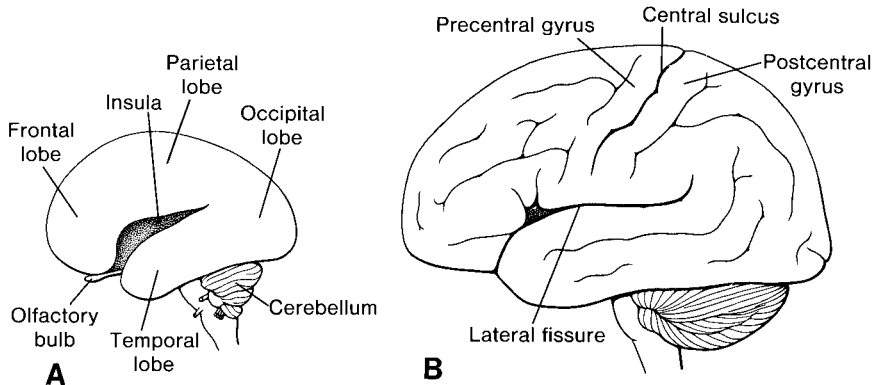 Parietal
lobe
Insula
Occipital
lobe
Frontal
lobe
Olfactory
bulb
Temporal
lobe
Cerebellum
A
Precentral gyrus
Central sulcus
Postcentral
gyrus
Lateral fissure
B